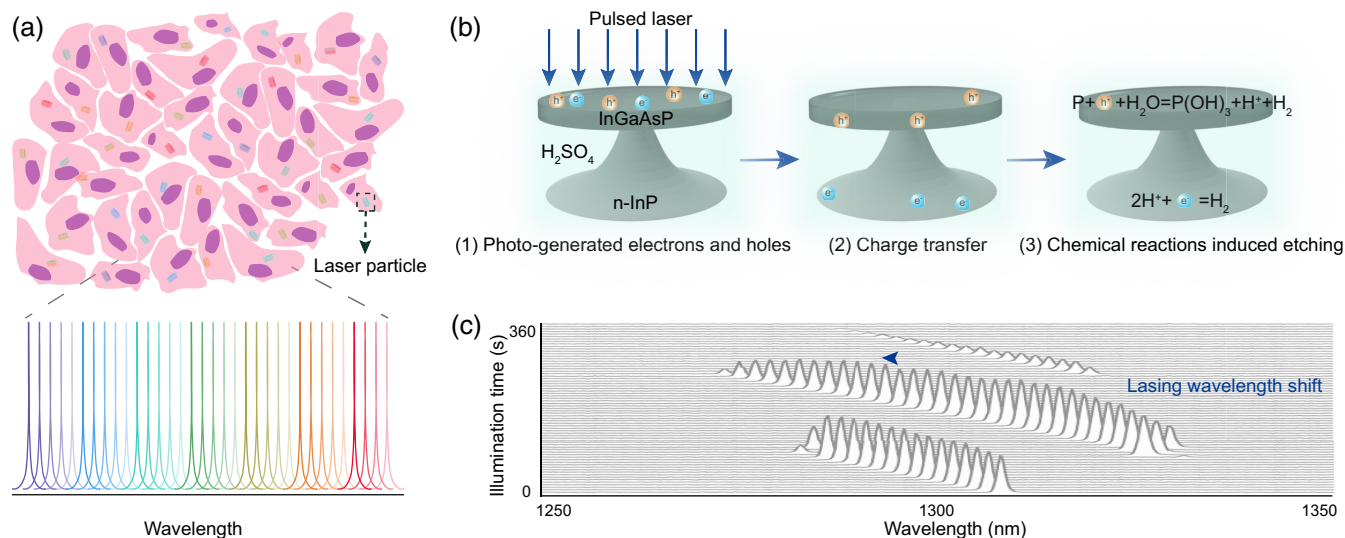 (a)
Laser particle
Wavelength
(b)
Pulsed laser
h⁺ e⁻ h⁺ e⁻ h⁺ e⁻
InGaAsP
H₂SO₄
n-InP
(1) Photo-generated electrons and holes
h⁺
h⁺ h⁺
e⁻ e⁻ e⁻
(2) Charge transfer
P+ h⁺ +H₂O=P(OH)₃+H⁺+H₂
2H⁺+ e⁻ =H₂
(3) Chemical reactions induced etching
(c)
360
Illumination time (s)
0
Lasing wavelength shift
1250 1300 1350
Wavelength (nm)